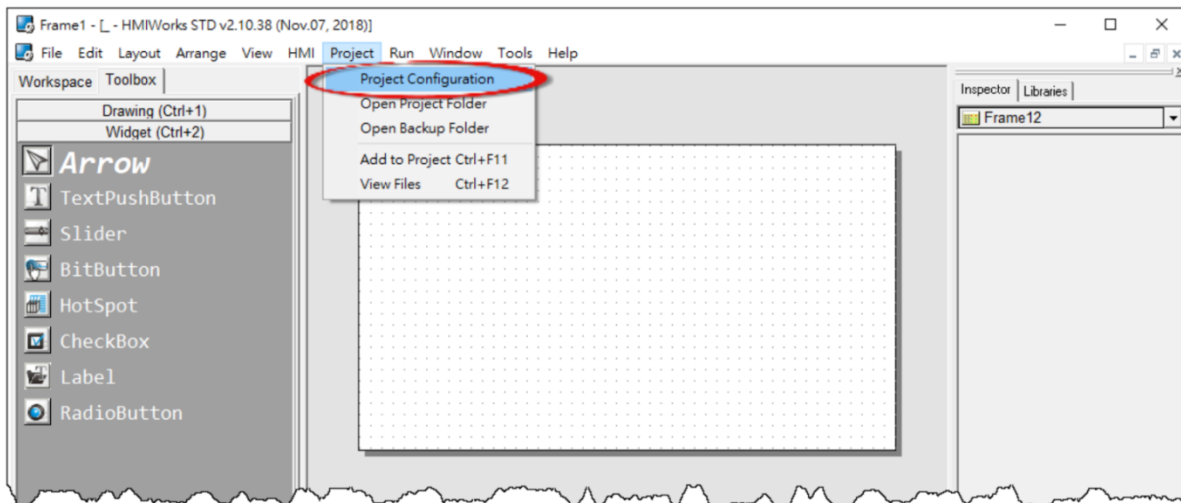 Frame1 - [_ - HMIWorks STD v2.10.38 (Nov.07, 2018)]
File Edit Layout Arrange View HMI Project Run Window Tools Help
Workspace Toolbox
Drawing (Ctrl+1)
Widget (Ctrl+2)
Arrow
TextPushButton
Slider
BitButton
HotSpot
CheckBox
Label
RadioButton
Project Configuration
Open Project Folder
Open Backup Folder
Add to Project Ctrl+F11
View Files Ctrl+F12
Inspector Libraries
Frame12